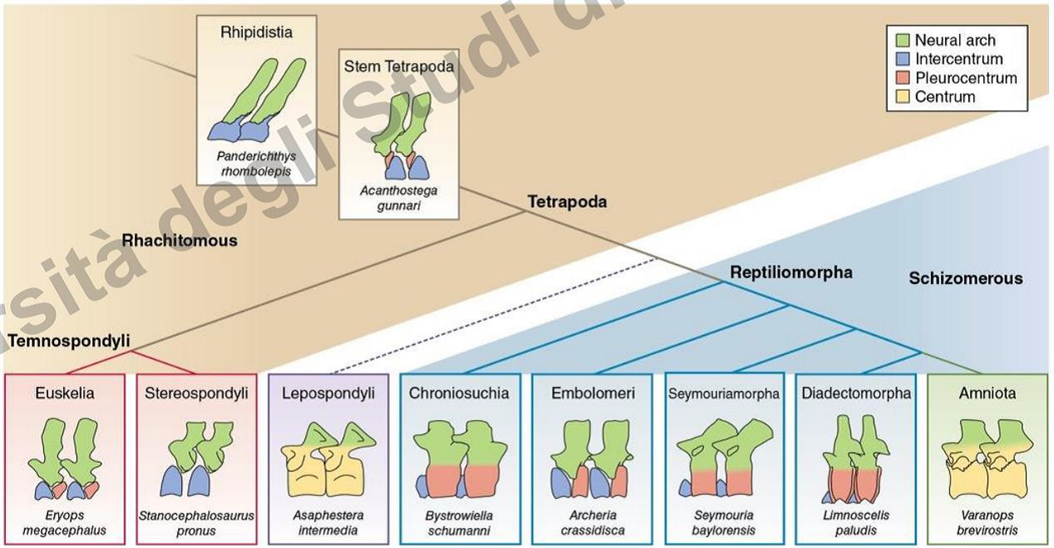 Rhipidistia
Panderichthys
rhombolepis
Stem Tetrapoda
Acanthostega
gunnari
Neural arch
Intercentrum
Pleurocentrum
Centrum
Tetrapoda
Rhachitomous
Reptiliomorpha
Schizomerous
Temnospondyli
Euskelia
Eryops
megacephalus
Stereospondyli
Stanocephalosaurus
pronus
Lepospondyli
Asaphestera
intermedia
Chroniosuchia
Bystrowiella
schumanni
Embolomeri
Archeria
crassidisca
Seymouriamorpha
Seymouria
baylorensis
Diadectomorpha
Limnoscelis
paludis
Amniota
Varanops
brevirostris
degli Studi